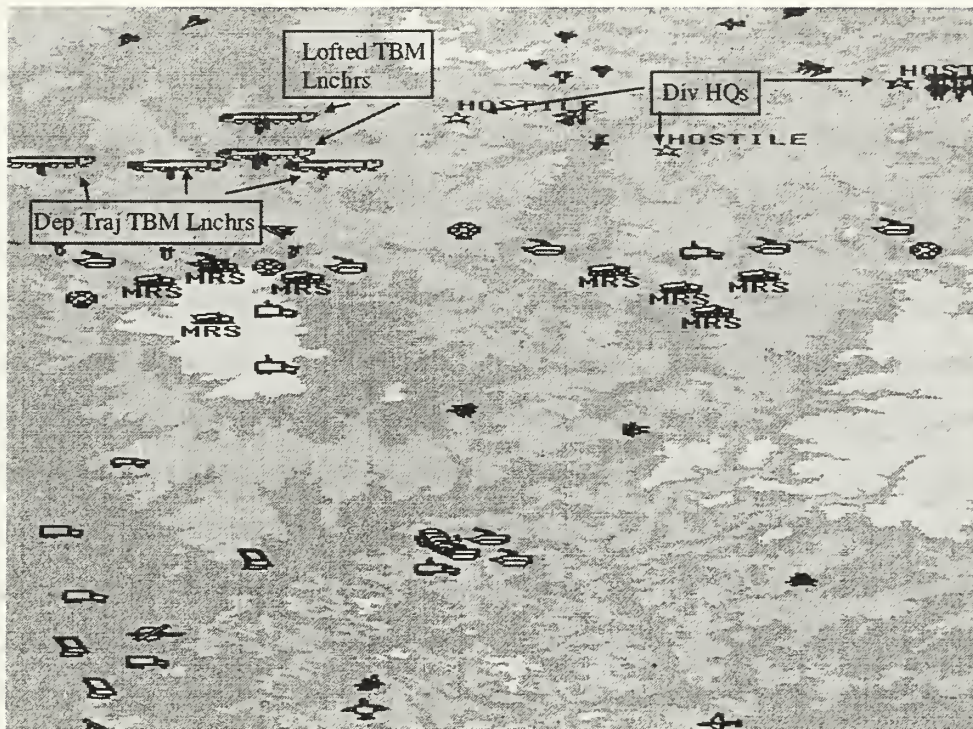 Lofted TBM
Lnchrs
HOSTILE
Div HQs
HOST
HOSTILE
Dep Traj TBM Lnchrs
MRS
MRS
MRS
MRS
MRS
MRS
MRS
MRS